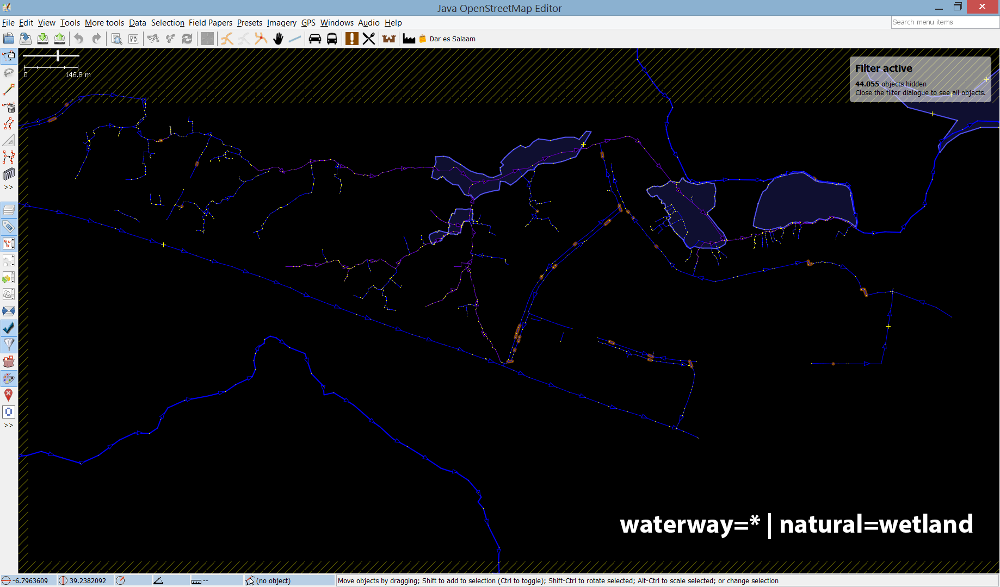 Java OpenStreetMap Editor
File Edit View Tools More tools Data Selection Field Papers Presets Imagery GPS Windows Audio Help
Search menu items
Dar es Salaam
0 146.8 m
Filter active
44.055 objects hidden
Close the filter dialogue to see all objects.
>>
>>
waterway=* | natural=wetland
-6.7963609 39.2382092 -- (no object) Move objects by dragging; Shift to add to selection (Ctrl to toggle); Shift-Ctrl to rotate selected; Alt-Ctrl to scale selected; or change selection